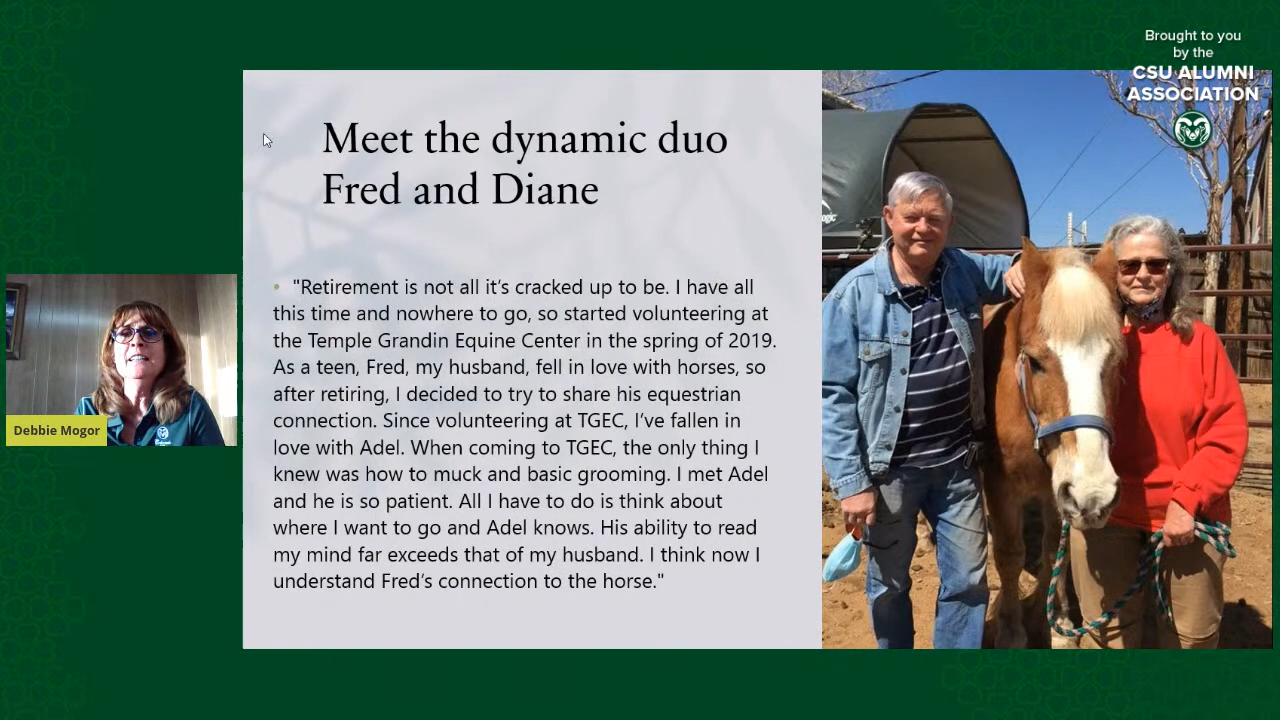 Brought to you
by the
CSU ALUMNI
ASSOCIATION
Meet the dynamic duo
Fred and Diane
• "Retirement is not all it's cracked up to be. I have all
this time and nowhere to go, so started volunteering at
the Temple Grandin Equine Center in the spring of 2019.
As a teen, Fred, my husband, fell in love with horses, so
after retiring, I decided to try to share his equestrian
connection. Since volunteering at TGEC, I've fallen in
love with Adel. When coming to TGEC, the only thing I
knew was how to muck and basic grooming. I met Adel
and he is so patient. All I have to do is think about
where I want to go and Adel knows. His ability to read
my mind far exceeds that of my husband. I think now I
understand Fred's connection to the horse."
Debbie Mogor